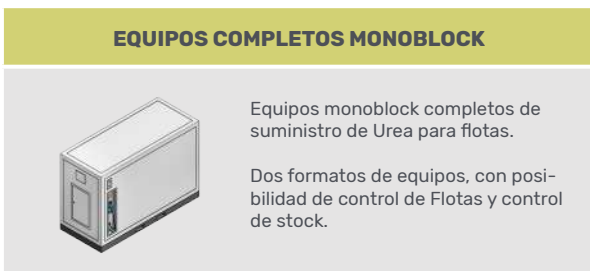 EQUIPOS COMPLETOS MONOBLOCK
Equipos monoblock completos de
suministro de Urea para flotas.
Dos formatos de equipos, con posi-
bilidad de control de Flotas y control
de stock.